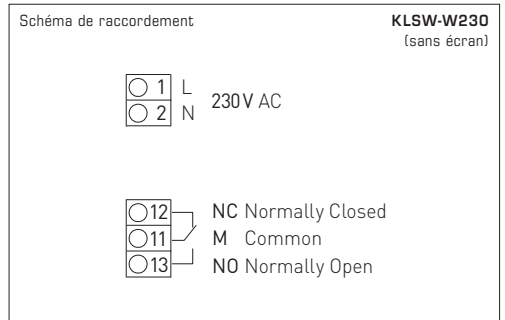 Schéma de raccordement KLSW-W230
(sans écran)
1 L
230 V AC
2 N
12 NC Normally Closed
11 M Common
13 NO Normally Open